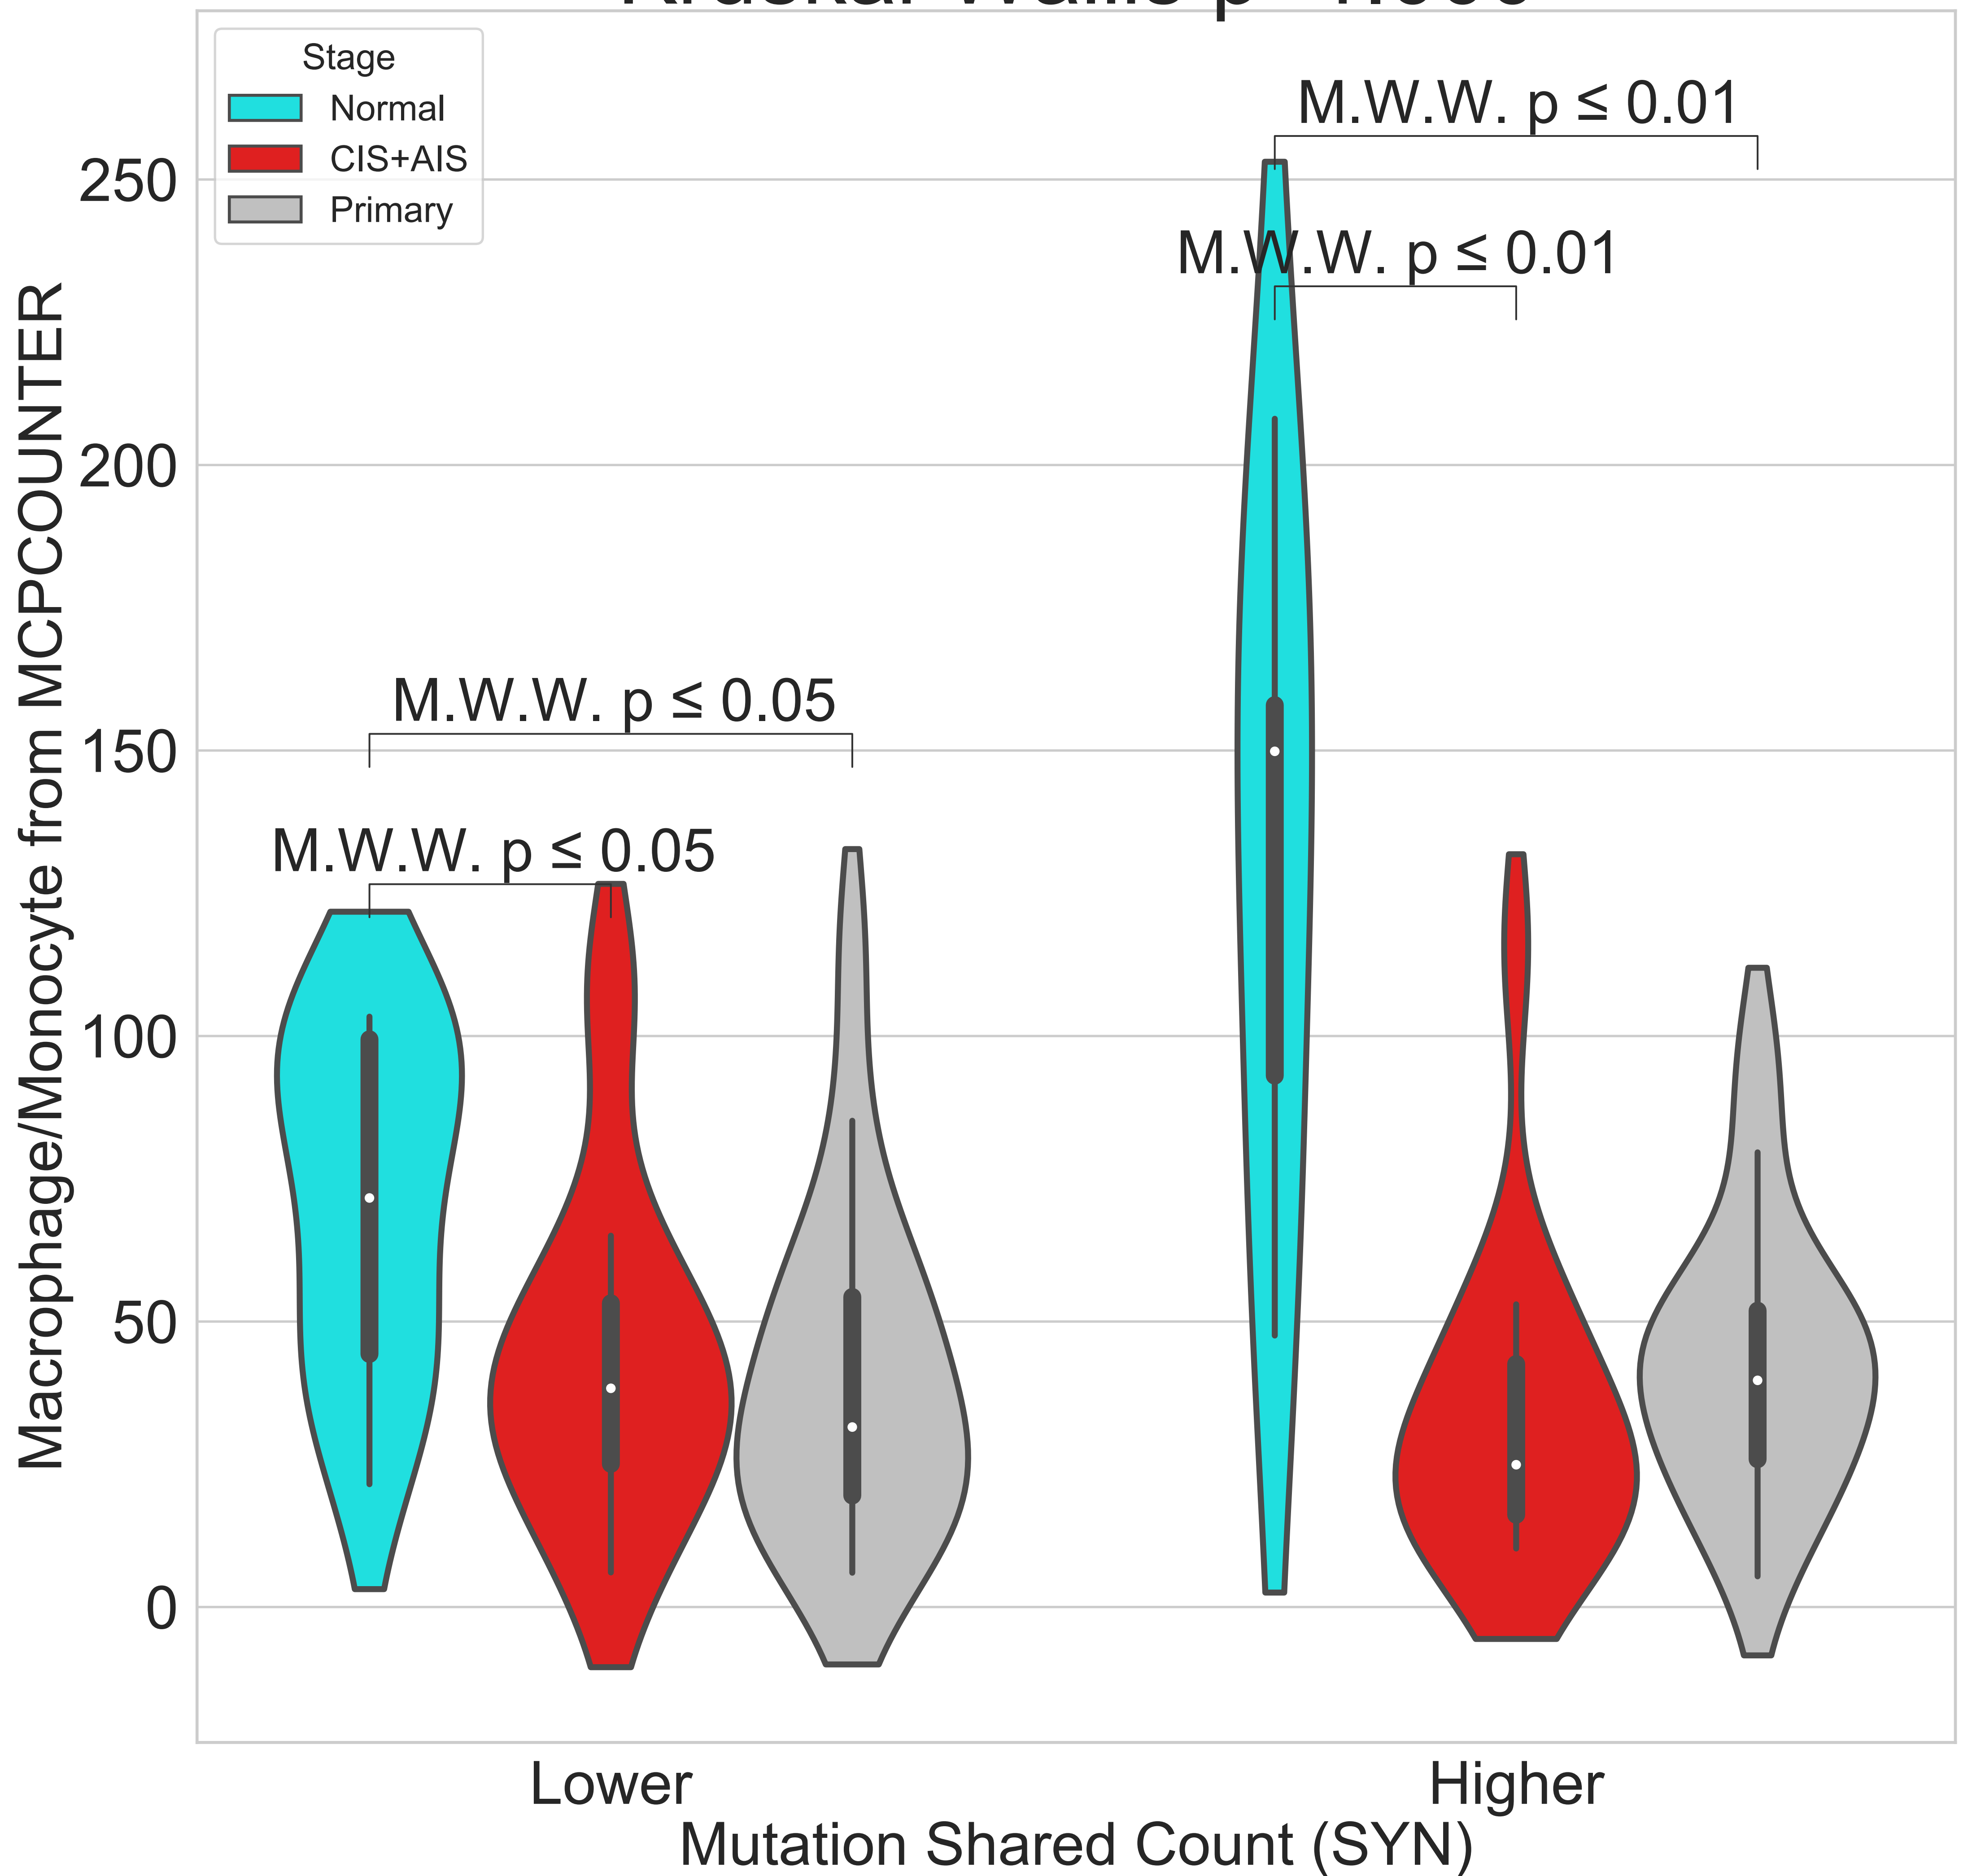 Stage
Normal
CIS+AIS
Primary
M.W.W. p ≤ 0.01
M.W.W. p ≤ 0.01
M.W.W. p ≤ 0.05
M.W.W. p ≤ 0.05
250
200
150
100
50
0
Macrophage/Monocyte from MCPCOUNTER
Lower
Higher
Mutation Shared Count (SYN)